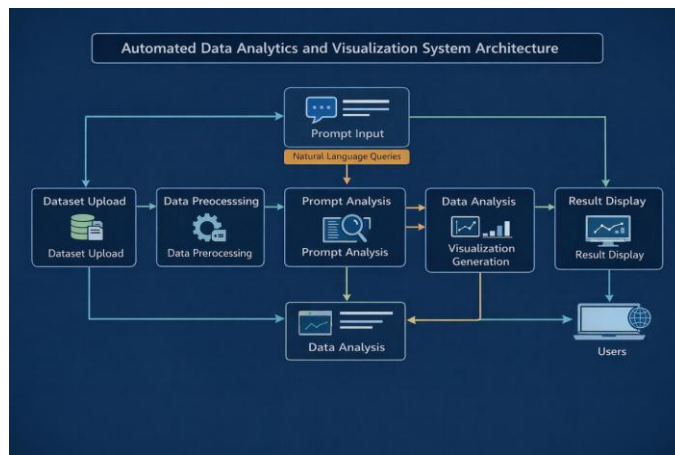 Automated Data Analytics and Visualization System Architecture
Prompt Input
Natural Language Queries
Dataset Upload
Dataset Upload
Data Preocesssing
Data Prerocessing
Prompt Analysis
Prompt Analysis
Data Analysis
Visualization
Generation
Result Display
Result Display
Data Analysis
Users